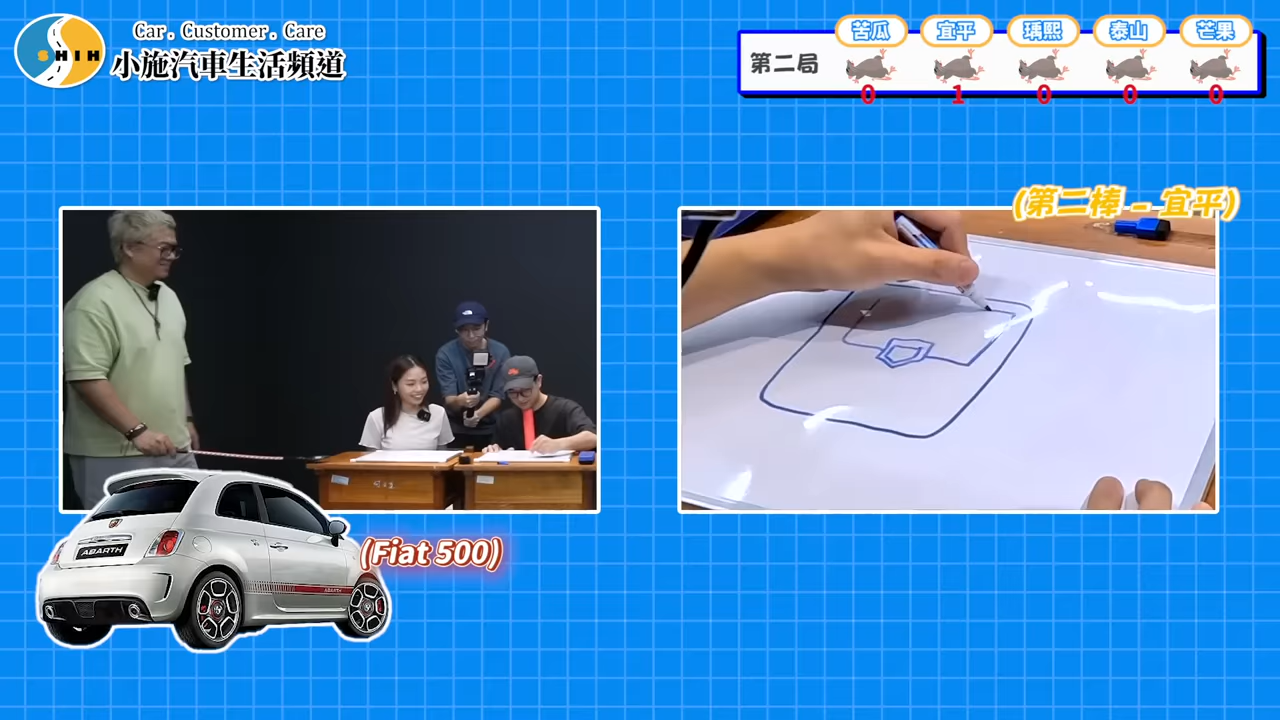 SHIH
Car . Customer . Care
小施汽車生活頻道
第二局
苦瓜
宜平
瑀熙
泰山
芒果
0
1
0
0
0
(第二棒 - 宜平)
ABARTH
(Fiat 500)